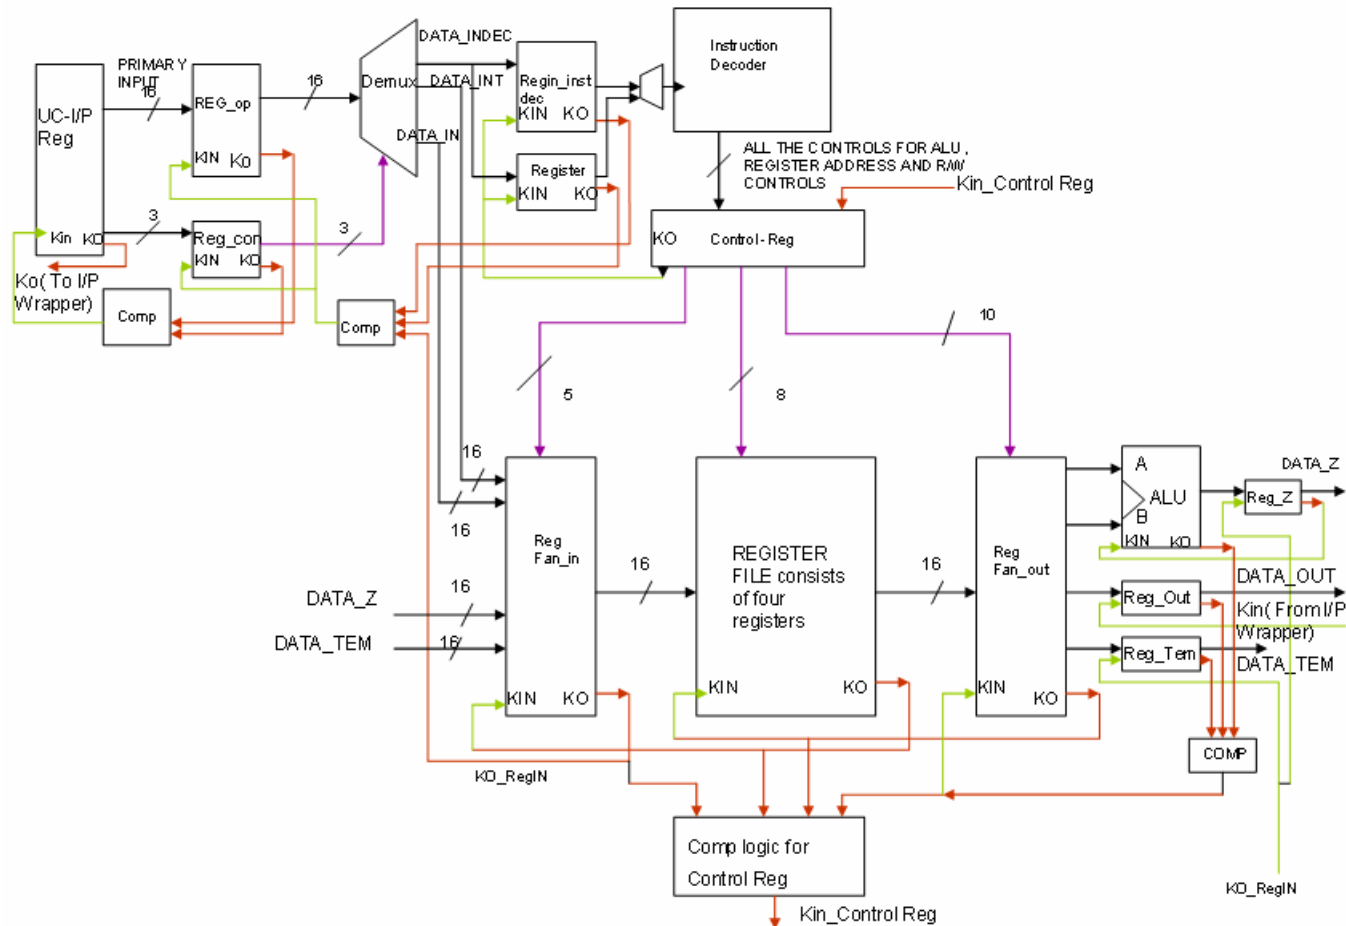 PRIMARY
INPUT
16
UC-I/P
Reg
Kin
KO
Ko( To I/P
Wrapper)
REG_op
KIN
Ko
16
3
Reg_con
KIN
KO
3
Comp
Comp
Demux
DATA_INDEC
DATA_INT
DATA_IN
Regin_inst
dec
KIN
KO
Register
KIN
KO
Instruction
Decoder
ALL THE CONTROLS FOR ALU,
REGISTER ADDRESS AND R/W
CONTROLS
Kin_Control Reg
KO
Control-Reg
5
8
10
16
16
DATA_Z
16
DATA_TEM
16
Reg
Fan_in
KIN
KO
16
REGISTER
FILE consists
of four
registers
KIN
KO
16
Reg
Fan_out
KIN
KO
A
ALU
B
KIN
KO
Reg_Z
DATA_Z
Reg_Out
DATA_OUT
Kin( From I/P
Wrapper)
Reg_Tem
DATA_TEM
COMP
KO_RegIN
KO_RegIN
Comp logic for
Control Reg
Kin_Control Reg